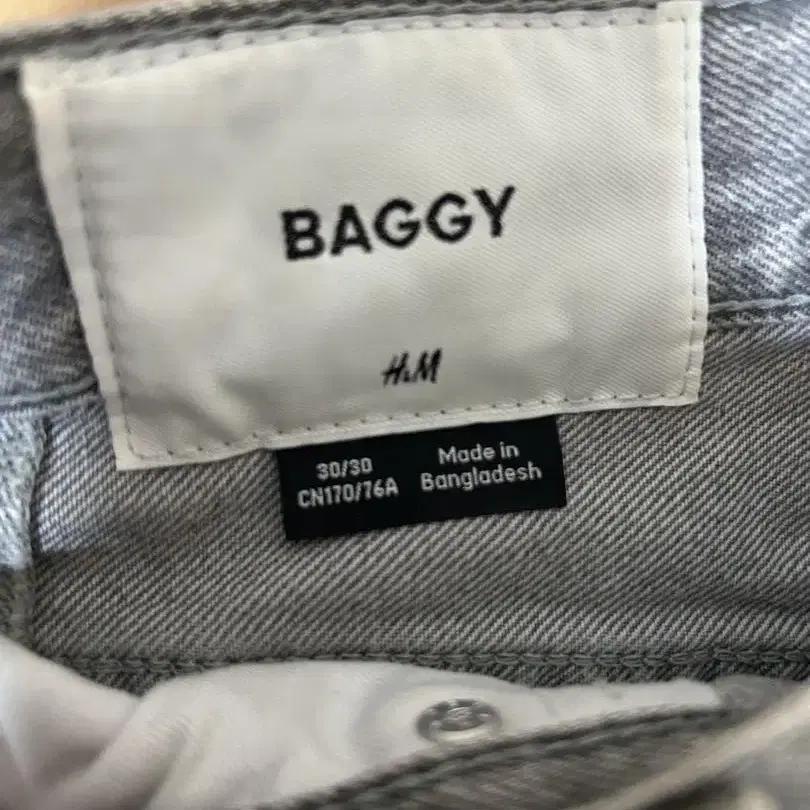 BAGGY
H&M
30/30
CN170/76A
Made in
Bangladesh